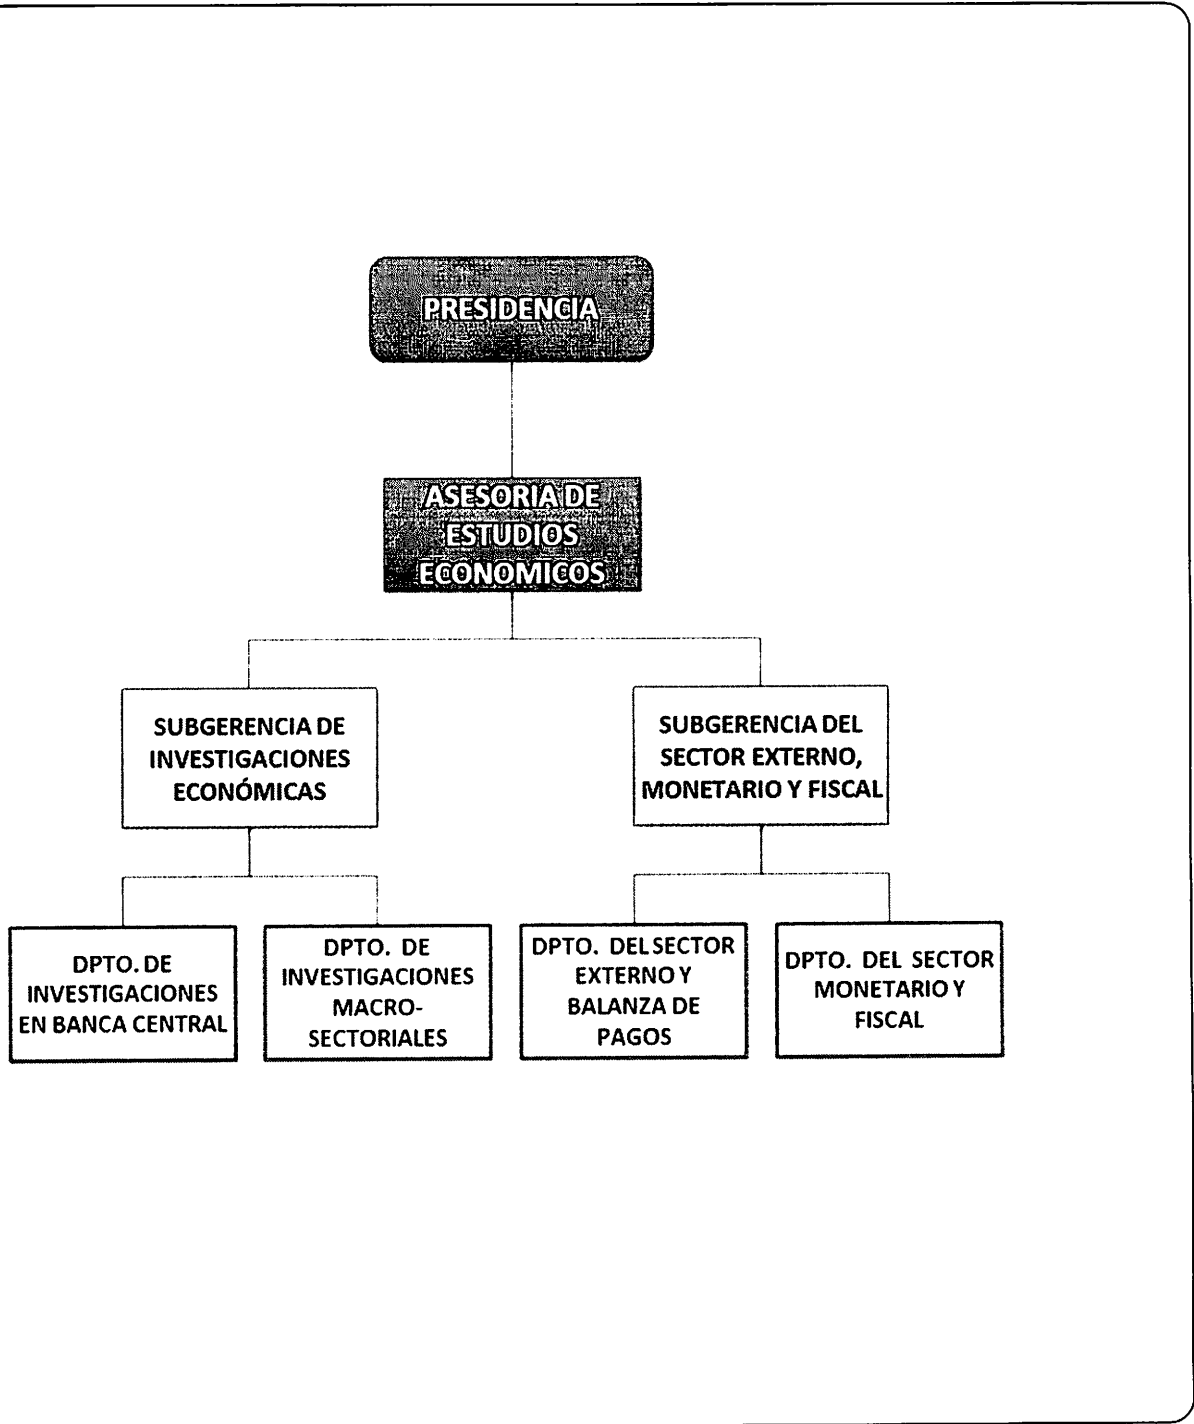 PRESIDENCIA
ASESORIA DE
ESTUDIOS
ECONOMICOS
SUBGERENCIA DE
INVESTIGACIONES
ECONÓMICAS
SUBGERENCIA DEL
SECTOR EXTERNO,
MONETARIO Y FISCAL
DPTO. DE
INVESTIGACIONES
EN BANCA CENTRAL
DPTO. DE
INVESTIGACIONES
MACRO-
SECTORIALES
DPTO. DEL SECTOR
EXTERNO Y
BALANZA DE
PAGOS
DPTO. DEL SECTOR
MONETARIO Y
FISCAL